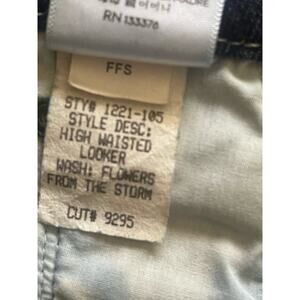 RN 133376
FFS
STY# 1221-105
STYLE DESC:
HIGH WAISTED
LOOKER
WASH: FLOWERS
FROM THE STORM
CUT# 9295